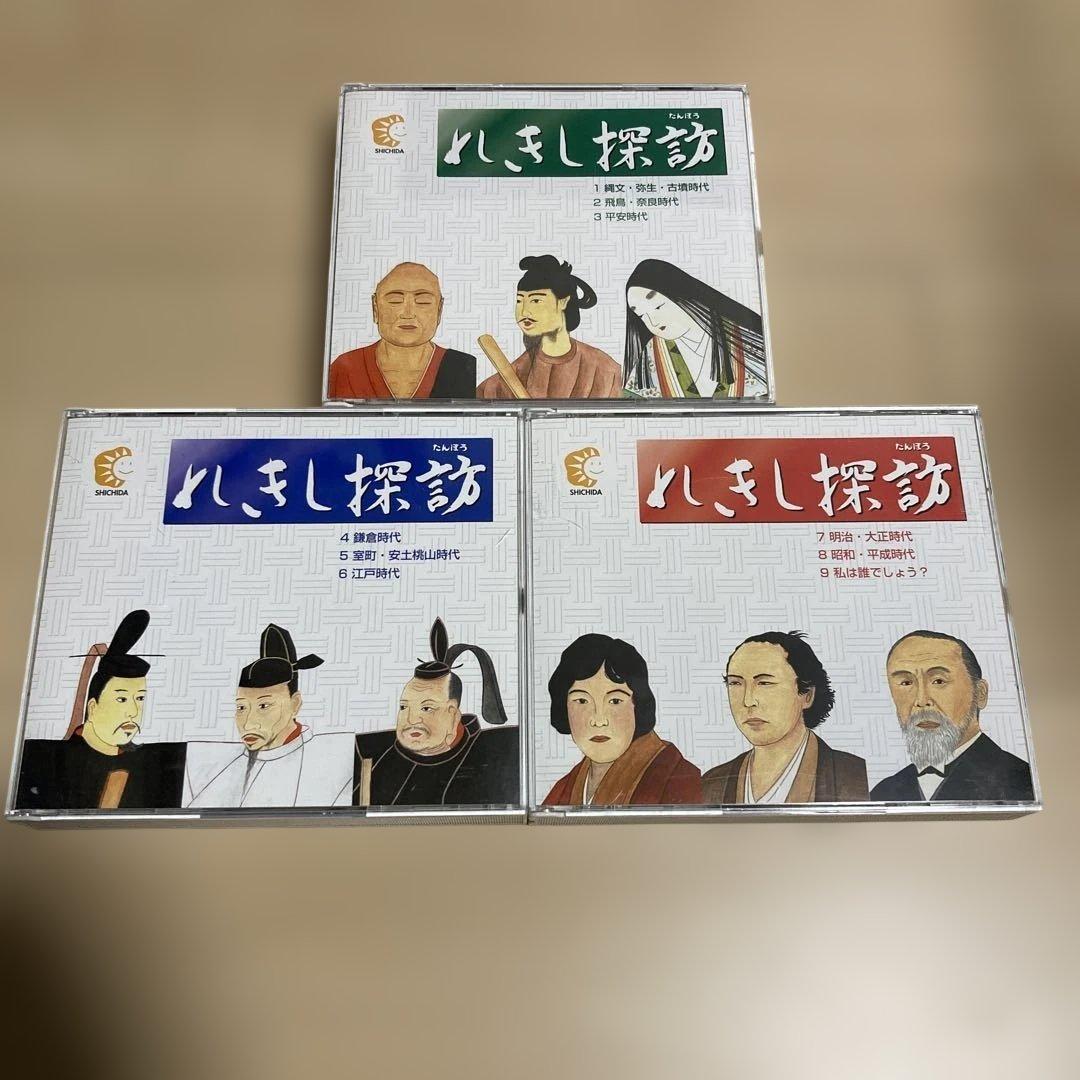 SHICHIDA
たんぼう
れきし探訪
1 縄文・弥生・古墳時代
2 飛鳥・奈良時代
3 平安時代
SHICHIDA
たんぼう
れきし探訪
4 鎌倉時代
5 室町・安土桃山時代
6 江戸時代
SHICHIDA
たんぼう
れきし探訪
7 明治・大正時代
8 昭和・平成時代
9 私は誰でしょう?